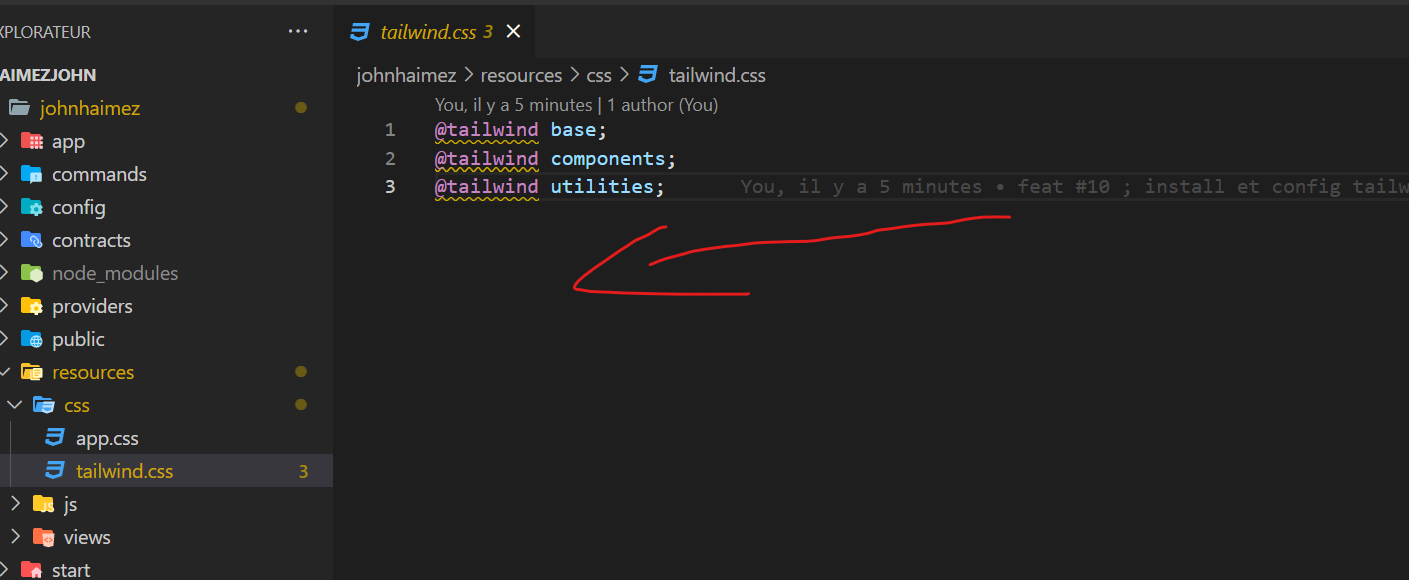 XPLORATEUR
tailwind.css 3
AIMEZJOHN
johnhaimez > resources > css > tailwind.css
johnhaimez
You, il y a 5 minutes | 1 author (You)
1 @tailwind base;
2 @tailwind components;
3 @tailwind utilities; You, il y a 5 minutes • feat #10 ; install et config tailw
app
commands
config
contracts
node_modules
providers
public
resources
css
app.css
tailwind.css 3
js
views
start